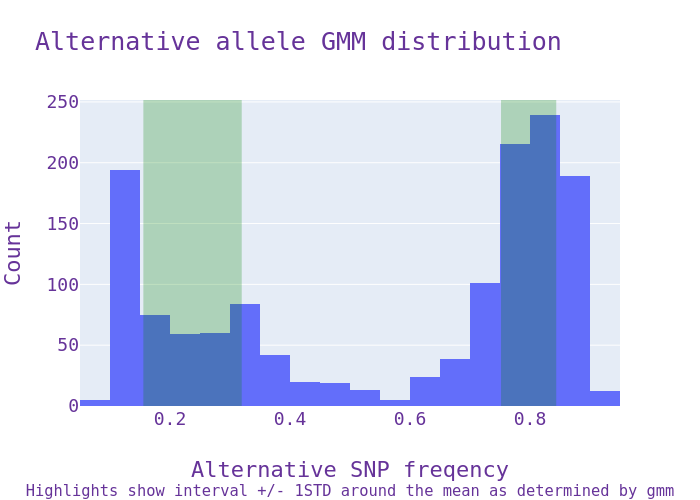 Alternative allele GMM distribution
250
200
150
100
50
0
Count
0.2 0.4 0.6 0.8
Alternative SNP freqency
Highlights show interval +/- 1STD around the mean as determined by gmm